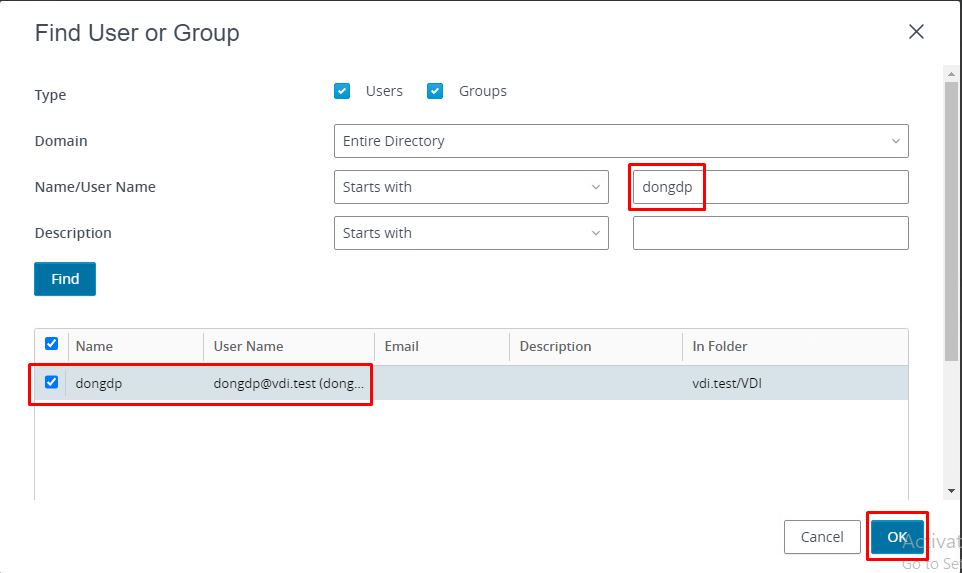 Find User or Group
Type Users Groups
Domain Entire Directory
Name/User Name Starts with dongdp
Description Starts with
Find
Name User Name Email Description In Folder
dongdp dongdp@vdi.test (dong... vdi.test/VDI
Cancel OK
Activat
Go to Se